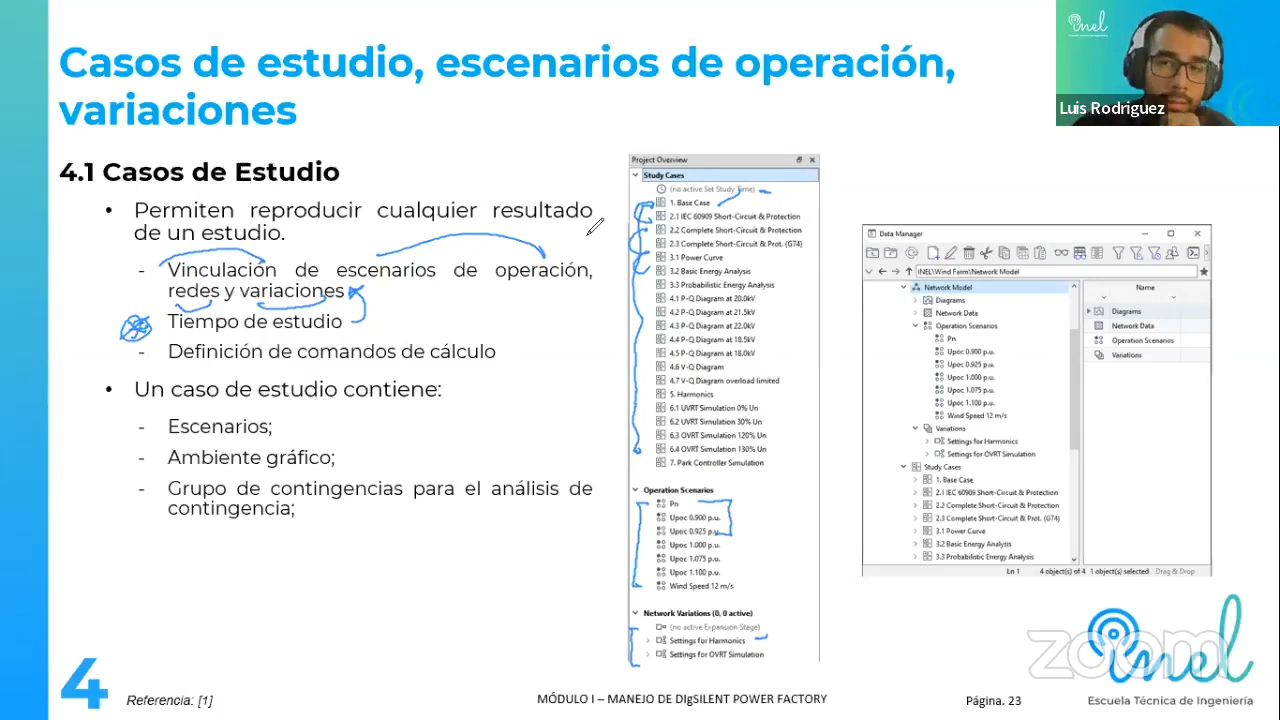 Casos de estudio, escenarios de operación,
variaciones
inel
Luis Rodriguez
4.1 Casos de Estudio
• Permiten reproducir cualquier resultado
de un estudio.
- Vinculación de escenarios de operación,
redes y variaciones
- Tiempo de estudio
- Definición de comandos de cálculo
• Un caso de estudio contiene:
- Escenarios;
- Ambiente gráfico;
- Grupo de contingencias para el análisis de
contingencia;
Project Overview
Study Cases
(no active Set Study Time)
1. Base Case
2.1 IEC 60909 Short-Circuit & Protection
2.2 Complete Short-Circuit & Protection
2.3 Complete Short-Circuit & Prot. (G74)
3.1 Power Curve
3.2 Basic Energy Analysis
3.3 Probabilistic Energy Analysis
4.1 P-Q Diagram at 20.0kV
4.2 P-Q Diagram at 21.5kV
4.3 P-Q Diagram at 22.0kV
4.4 P-Q Diagram at 18.5kV
4.5 P-Q Diagram at 18.0kV
4.6 V-Q Diagram
4.7 V-Q Diagram overload limited
5. Harmonics
6.1 UVRT Simulation 0% Un
6.2 UVRT Simulation 30% Un
6.3 OVRT Simulation 120% Un
6.4 OVRT Simulation 130% Un
7. Park Controller Simulation
Operation Scenarios
Pn
Upoc 0.900 p.u.
Upoc 0.925 p.u.
Upoc 1.000 p.u.
Upoc 1.075 p.u.
Upoc 1.100 p.u.
Wind Speed 12 m/s
Network Variations (0, 0 active)
(no active Expansion Stage)
Settings for Harmonics
Settings for OVRT Simulation
Data Manager
INEL\Wind Farm\Network Model
Network Model
Diagrams
Network Data
Operation Scenarios
Pn
Upoc 0.900 p.u.
Upoc 0.925 p.u.
Upoc 1.000 p.u.
Upoc 1.075 p.u.
Upoc 1.100 p.u.
Wind Speed 12 m/s
Variations
Settings for Harmonics
Settings for OVRT Simulation
Study Cases
1. Base Case
2.1 IEC 60909 Short-Circuit & Protection
2.2 Complete Short-Circuit & Protection
2.3 Complete Short-Circuit & Prot. (G74)
3.1 Power Curve
3.2 Basic Energy Analysis
3.3 Probabilistic Energy Analysis
Name
Diagrams
Network Data
Operation Scenarios
Variations
Ln 1 4 object(s) of 4 1 object(s) selected Drag & Drop
zoom
inel
Escuela Técnica de Ingeniería
4
Referencia: [1]
MÓDULO I – MANEJO DE DIgSILENT POWER FACTORY
Página. 23